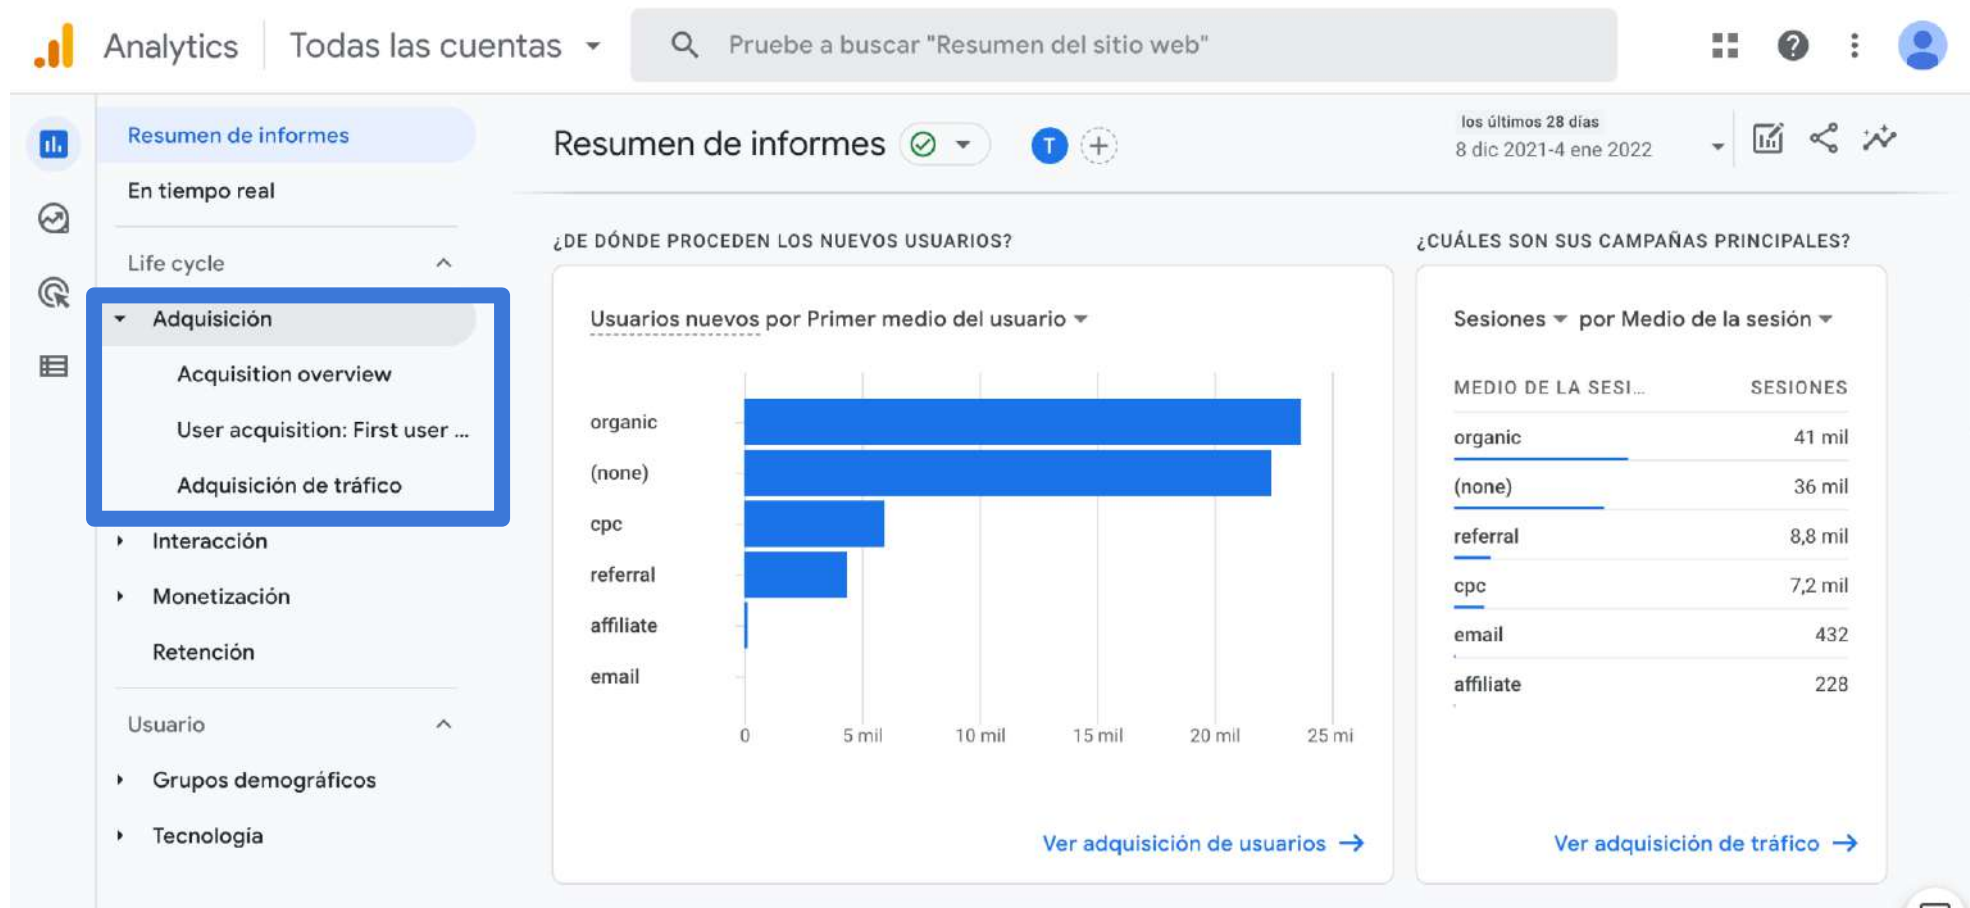 Analytics
Todas las cuentas
Pruebe a buscar "Resumen del sitio web"
Resumen de informes
En tiempo real
Life cycle
Adquisición
Acquisition overview
User acquisition: First user ...
Adquisición de tráfico
Interacción
Monetización
Retención
Usuario
Grupos demográficos
Tecnología
Resumen de informes
T
los últimos 28 días
8 dic 2021-4 ene 2022
¿DE DÓNDE PROCEDEN LOS NUEVOS USUARIOS?
Usuarios nuevos por Primer medio del usuario
organic
(none)
cpc
referral
affiliate
email
0 5 mil 10 mil 15 mil 20 mil 25 mi
Ver adquisición de usuarios
¿CUÁLES SON SUS CAMPAÑAS PRINCIPALES?
Sesiones por Medio de la sesión
MEDIO DE LA SESI... SESIONES
organic 41 mil
(none) 36 mil
referral 8,8 mil
cpc 7,2 mil
email 432
affiliate 228
Ver adquisición de tráfico